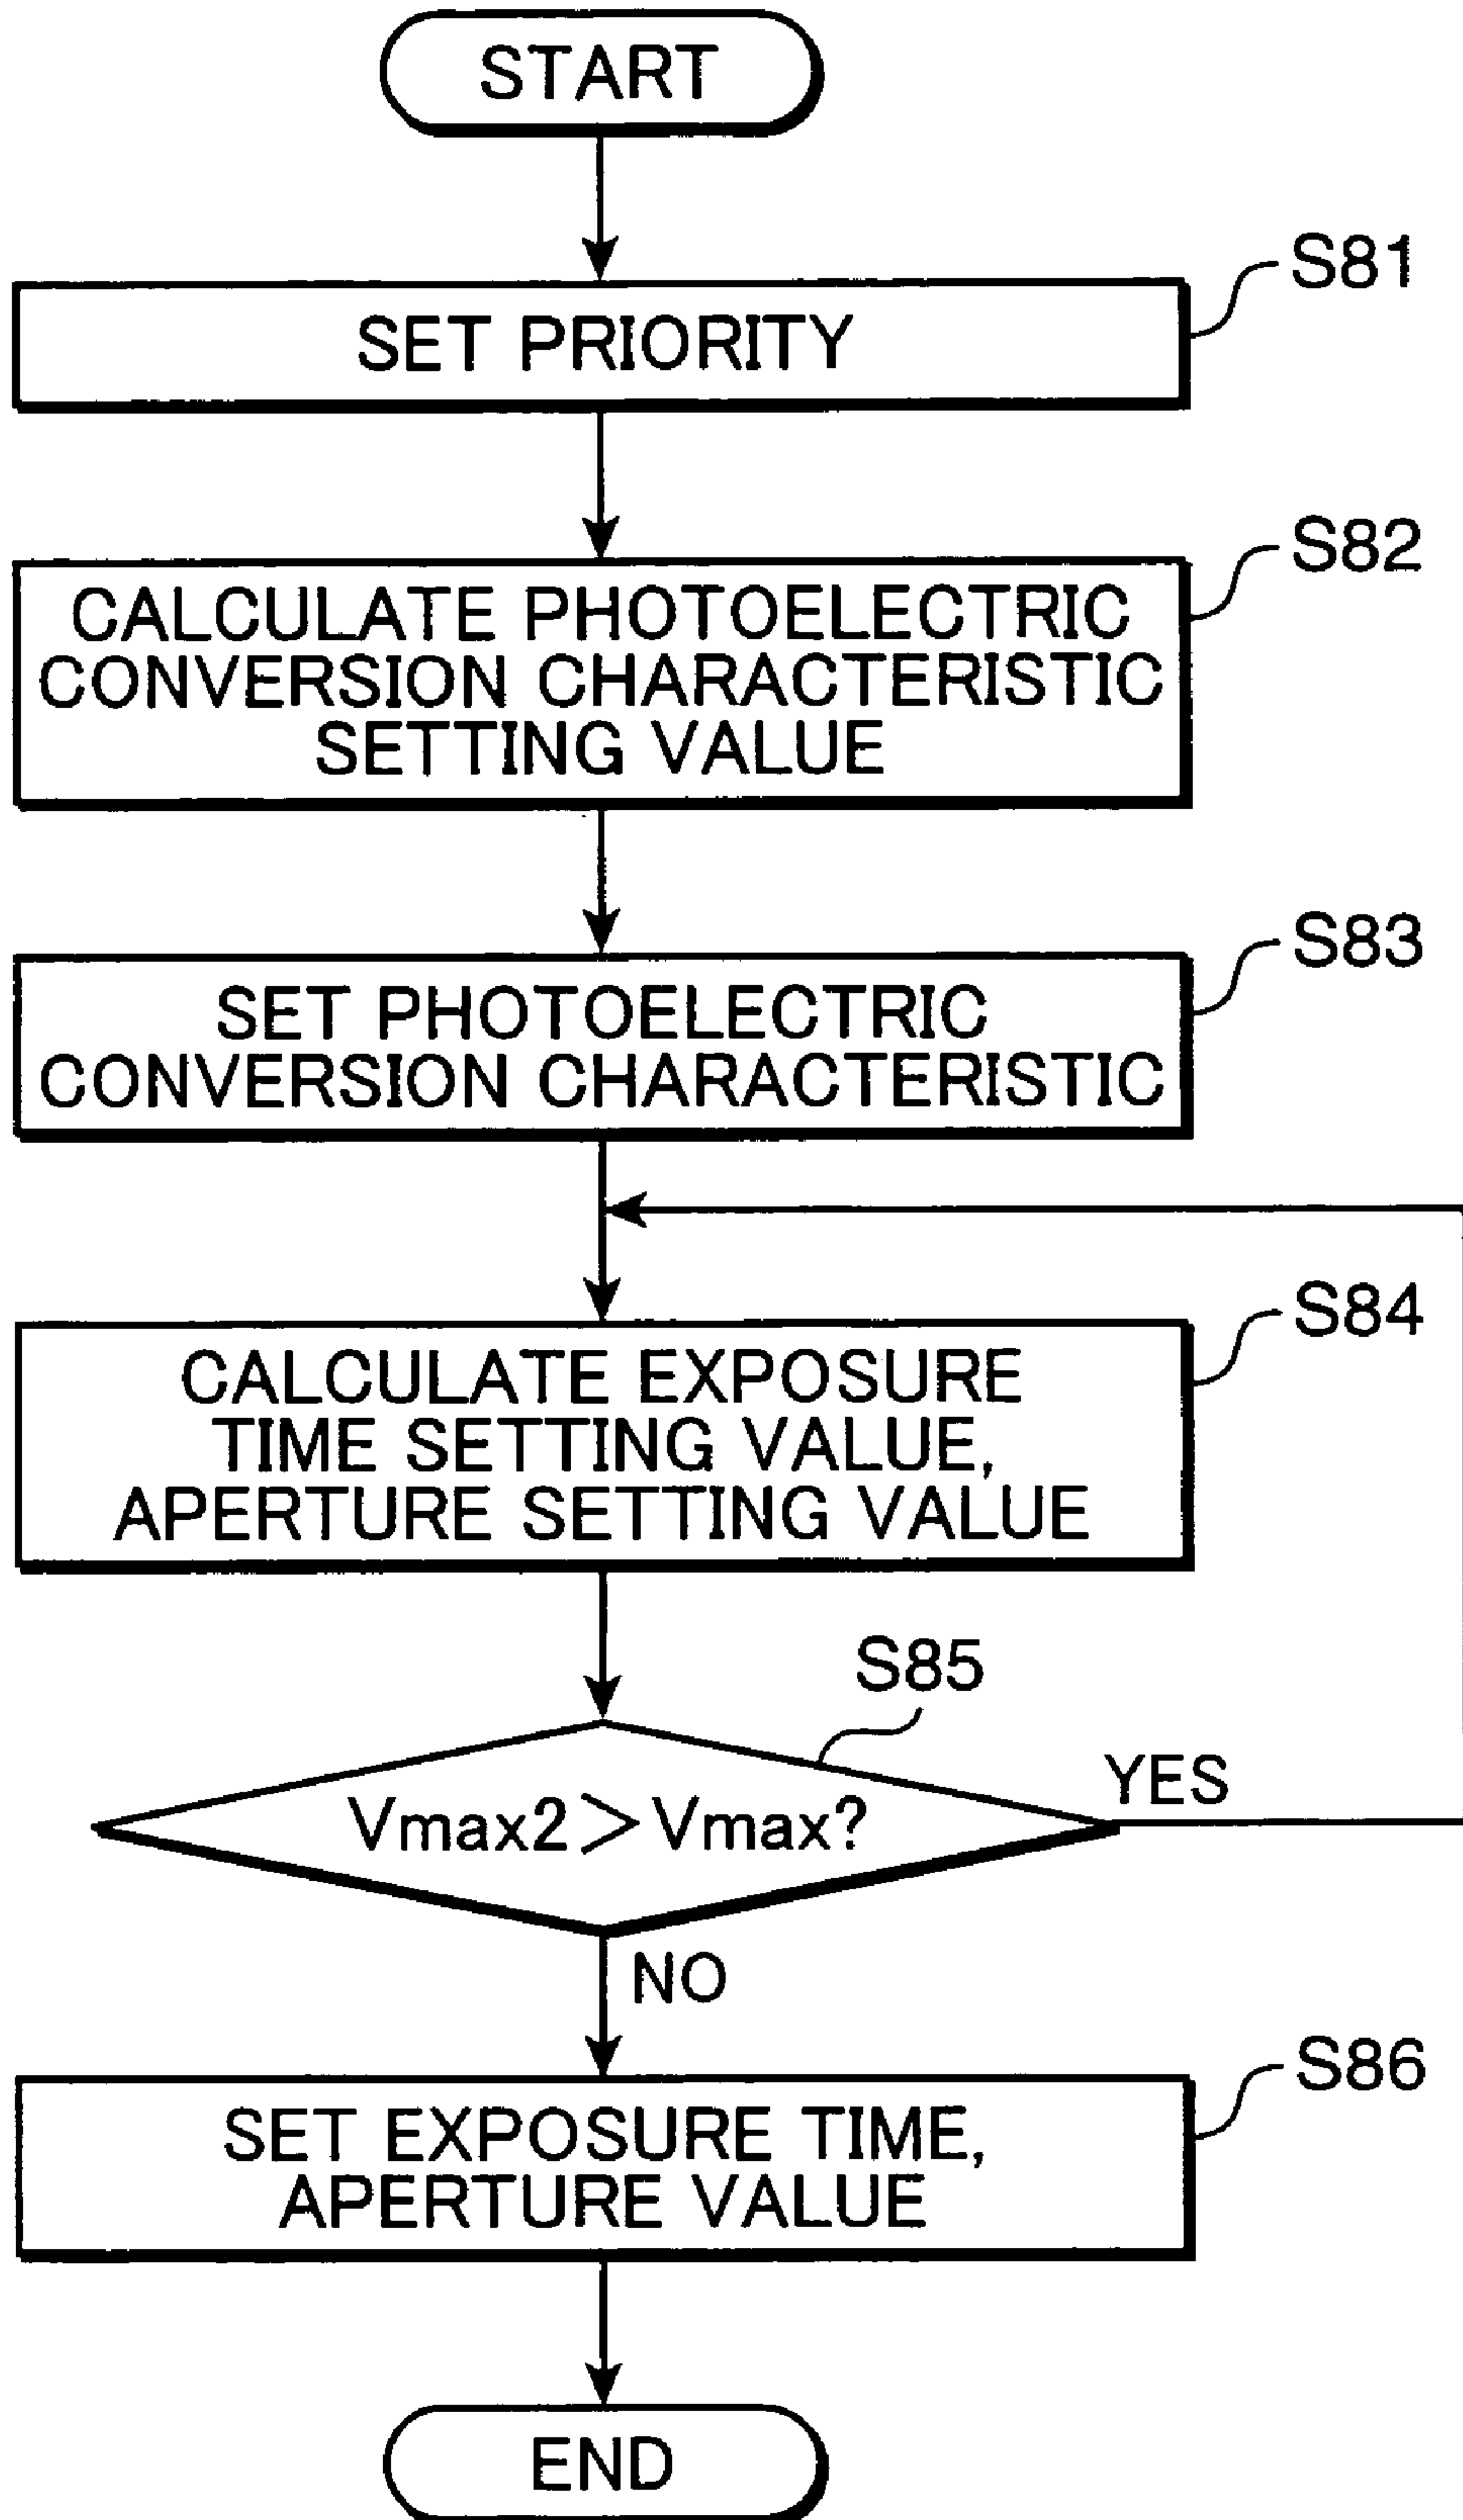 START
S81
SET PRIORITY
S82
CALCULATE PHOTOELECTRIC
CONVERSION CHARACTERISTIC
SETTING VALUE
S83
SET PHOTOELECTRIC
CONVERSION CHARACTERISTIC
S84
CALCULATE EXPOSURE
TIME SETTING VALUE,
APERTURE SETTING VALUE
S85
YES
Vmax2 > Vmax?
NO
S86
SET EXPOSURE TIME,
APERTURE VALUE
END